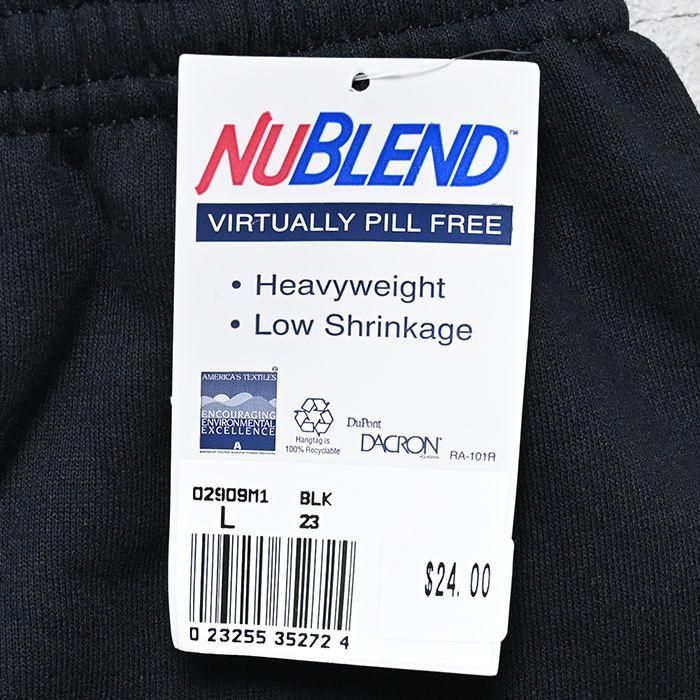 NUBLEND™
VIRTUALLY PILL FREE
• Heavyweight
• Low Shrinkage
®
AMERICA'S TEXTILES
ENCOURAGING
ENVIRONMENTAL
EXCELLENCE
A
Hangtag is
100% Recyclable
DuPont
DACRON®
RA-101R
02909M1 BLK
L 23
$24.00
0 23255 35272 4